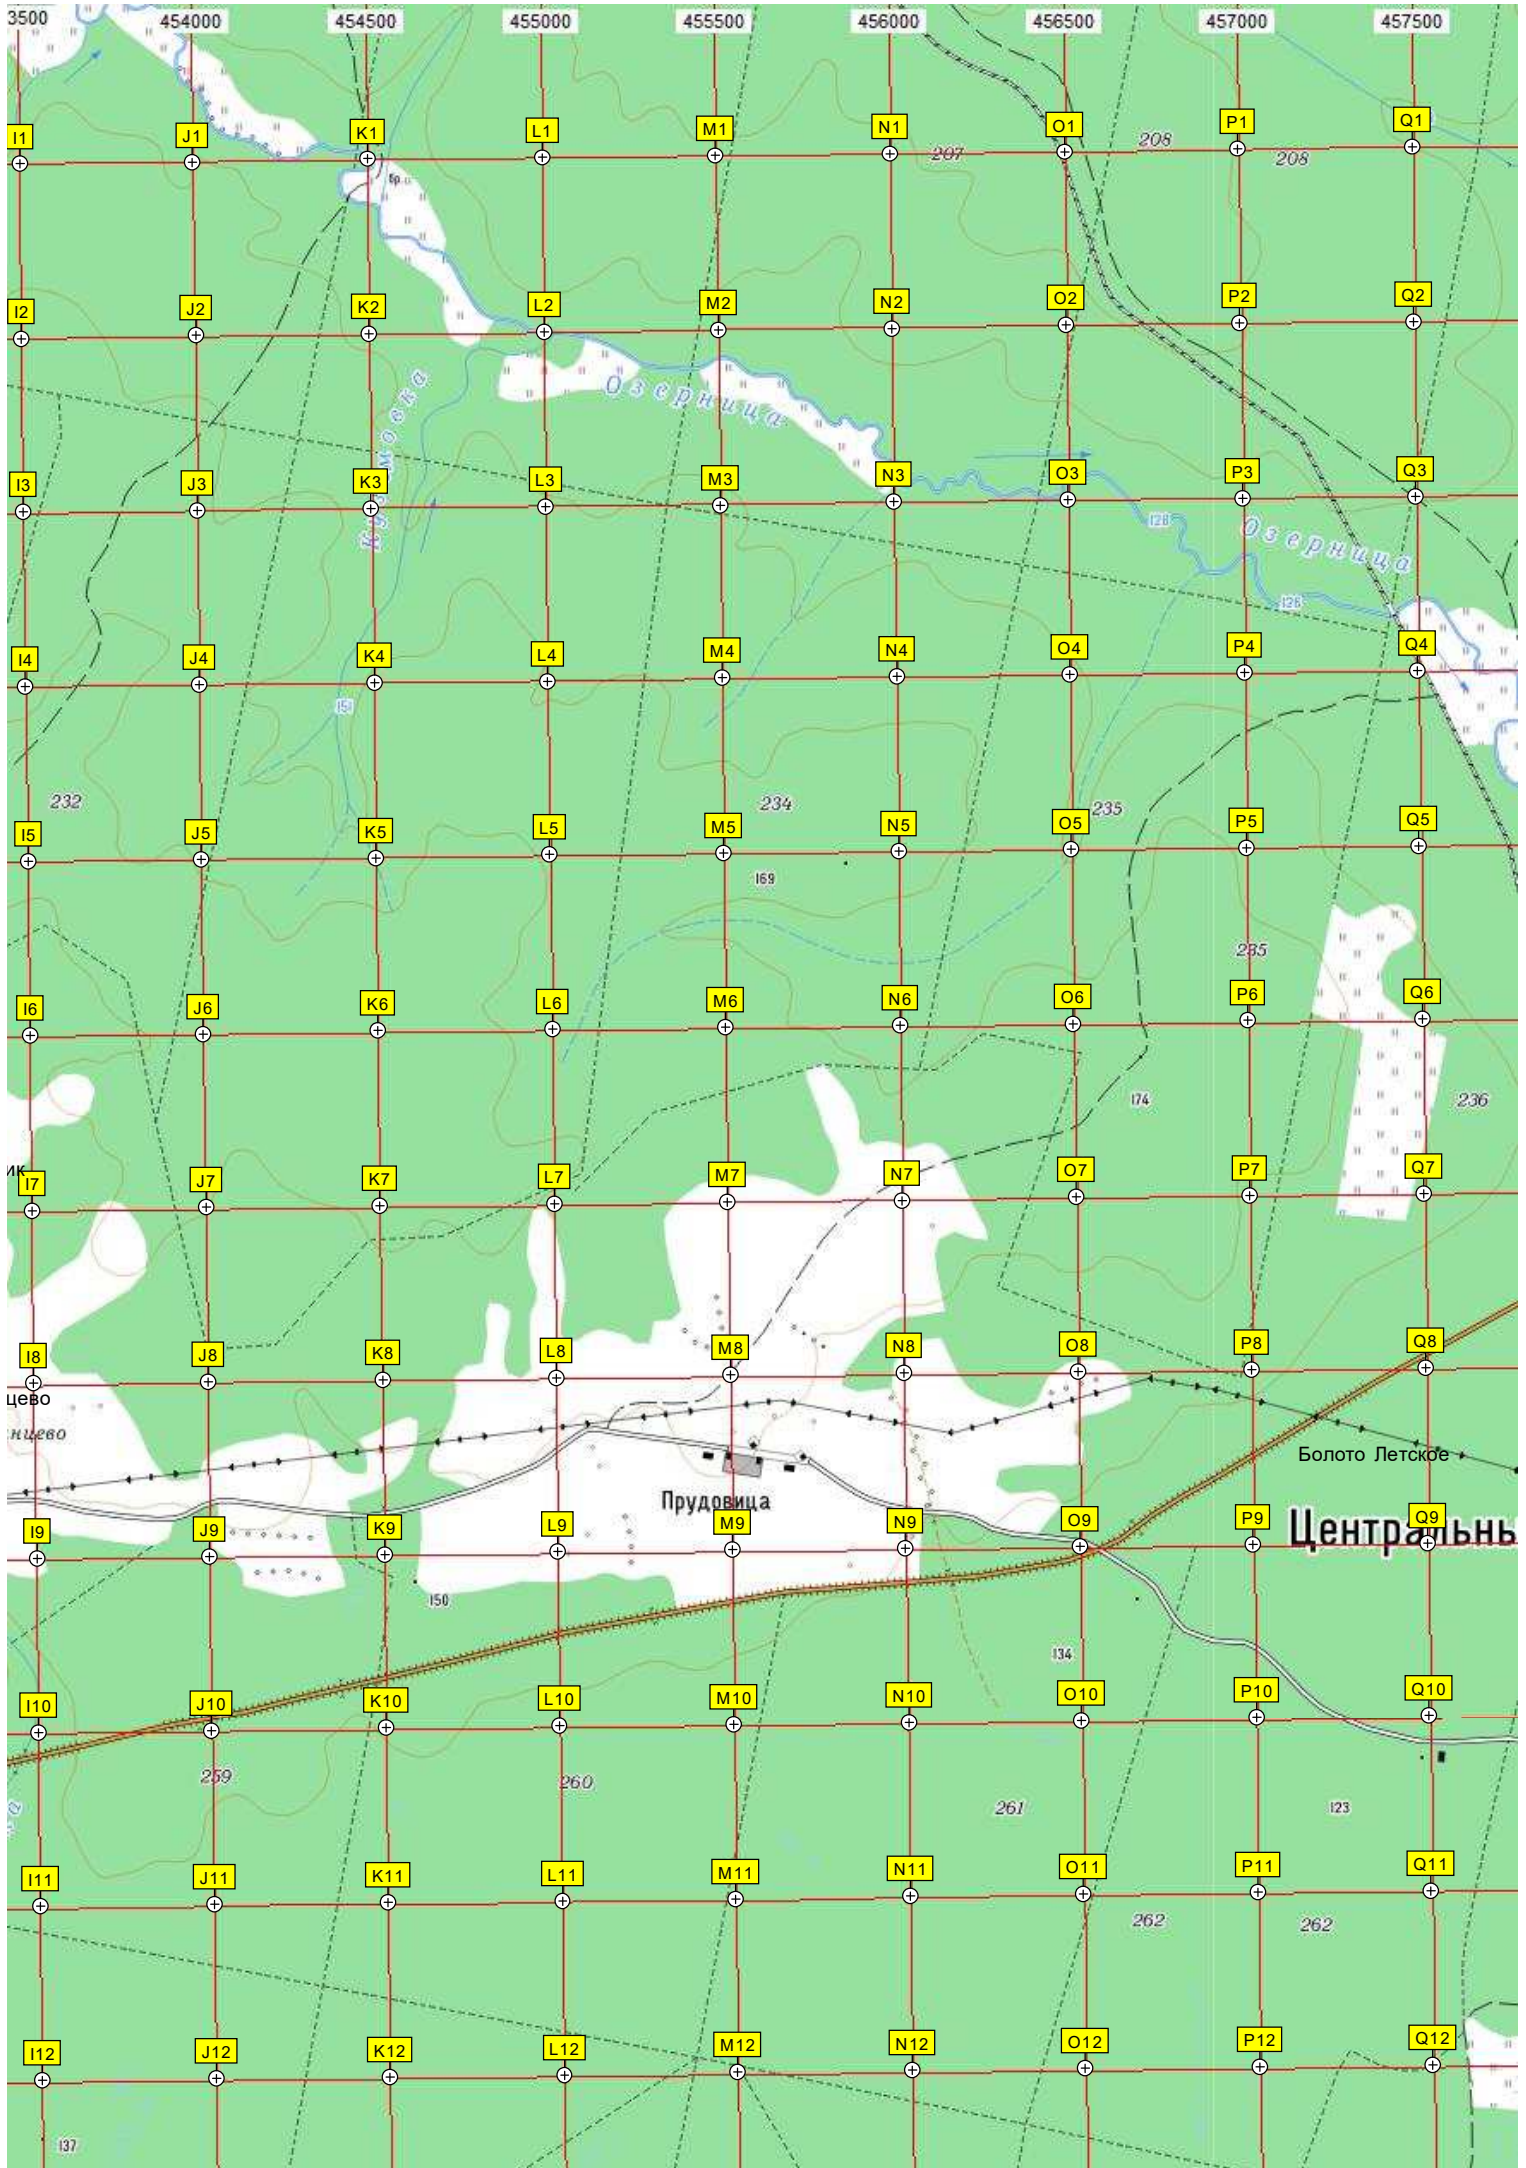 3500 454000 454500 455000 455500 456000 456500 457000 457500
I1 J1 K1 L1 M1 N1 O1 P1 Q1
207 208 208
бр.
I2 J2 K2 L2 M2 N2 O2 P2 Q2
Озерница
I3 J3 K3 L3 M3 N3 O3 P3 Q3
128
Озерница
128
I4 J4 K4 L4 M4 N4 O4 P4 Q4
151
232 234 235
I5 J5 K5 L5 M5 N5 O5 P5 Q5
169
235
I6 J6 K6 L6 M6 N6 O6 P6 Q6
174 236
ик
I7 J7 K7 L7 M7 N7 O7 P7 Q7
I8 J8 K8 L8 M8 N8 O8 P8 Q8
цево
нцево
Болото Летское
Прудовица
Центральны
I9 J9 K9 L9 M9 N9 O9 P9 Q9
150
134
I10 J10 K10 L10 M10 N10 O10 P10 Q10
259 260 261 123
I11 J11 K11 L11 M11 N11 O11 P11 Q11
262 262
I12 J12 K12 L12 M12 N12 O12 P12 Q12
137